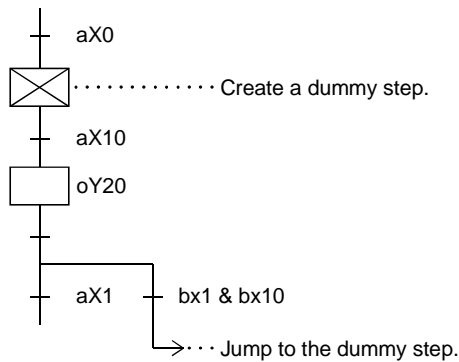 aX0
Create a dummy step.
aX10
oY20
aX1
bx1 & bx10
Jump to the dummy step.